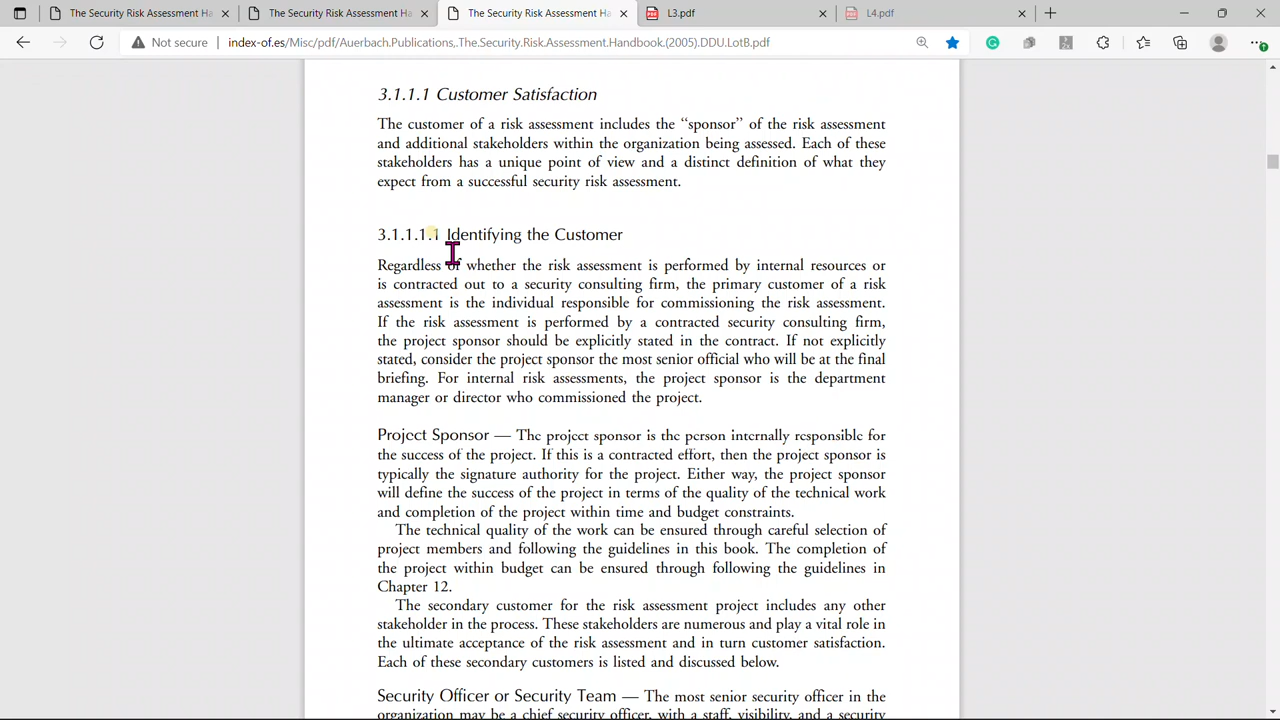 The Security Risk Assessment Ha
The Security Risk Assessment Ha
The Security Risk Assessment Ha
L3.pdf
L4.pdf
Not secure
index-of.es/Misc/pdf/Auerbach.Publications,.The.Security.Risk.Assessment.Handbook.(2005).DDU.LotB.pdf
3.1.1.1 Customer Satisfaction
The customer of a risk assessment includes the ‘‘sponsor’’ of the risk assessment
and additional stakeholders within the organization being assessed. Each of these
stakeholders has a unique point of view and a distinct definition of what they
expect from a successful security risk assessment.
3.1.1.1.1 Identifying the Customer
Regardless of whether the risk assessment is performed by internal resources or
is contracted out to a security consulting firm, the primary customer of a risk
assessment is the individual responsible for commissioning the risk assessment.
If the risk assessment is performed by a contracted security consulting firm,
the project sponsor should be explicitly stated in the contract. If not explicitly
stated, consider the project sponsor the most senior official who will be at the final
briefing. For internal risk assessments, the project sponsor is the department
manager or director who commissioned the project.
Project Sponsor — The project sponsor is the person internally responsible for
the success of the project. If this is a contracted effort, then the project sponsor is
typically the signature authority for the project. Either way, the project sponsor
will define the success of the project in terms of the quality of the technical work
and completion of the project within time and budget constraints.
The technical quality of the work can be ensured through careful selection of
project members and following the guidelines in this book. The completion of
the project within budget can be ensured through following the guidelines in
Chapter 12.
The secondary customer for the risk assessment project includes any other
stakeholder in the process. These stakeholders are numerous and play a vital role in
the ultimate acceptance of the risk assessment and in turn customer satisfaction.
Each of these secondary customers is listed and discussed below.
Security Officer or Security Team — The most senior security officer in the
organization may be a chief security officer, with a staff, visibility, and a security